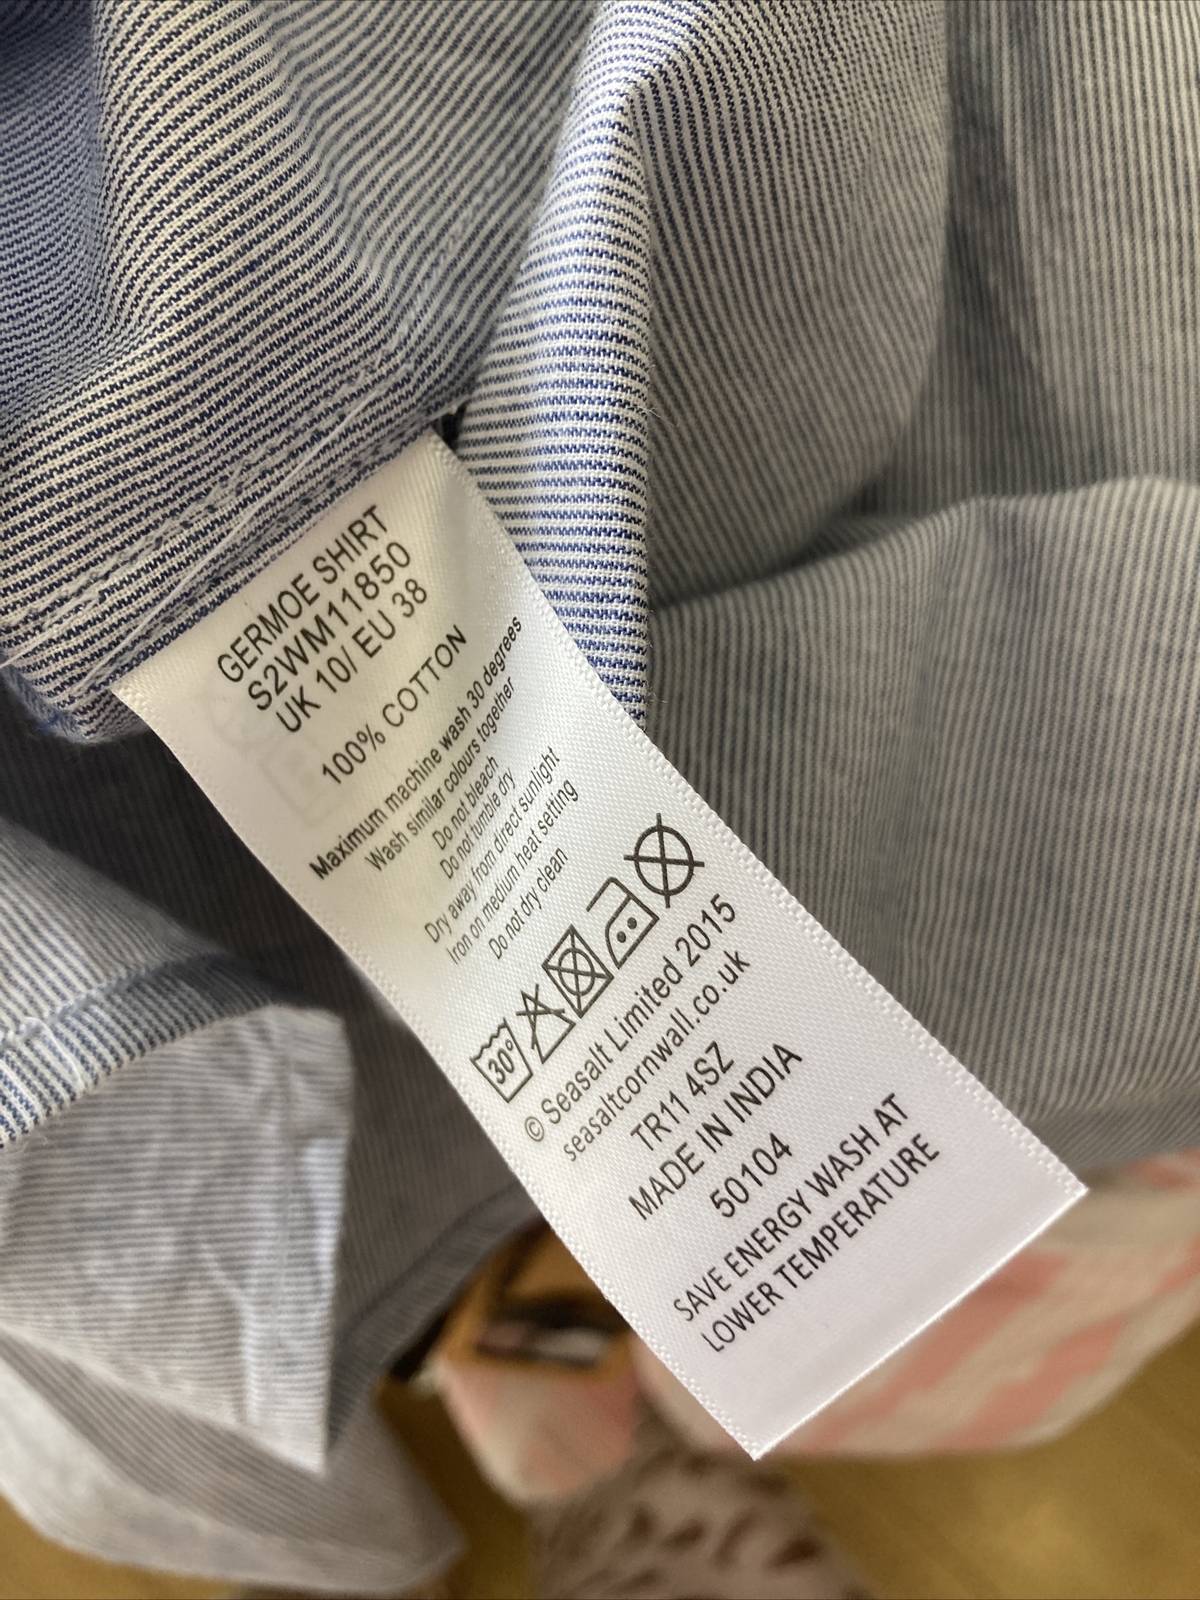 GERMOE SHIRT
S2WM11850
UK 10/ EU 38
100% COTTON
Maximum machine wash 30 degrees
Wash similar colours together
Do not bleach
Do not tumble dry
Dry away from direct sunlight
Iron on medium heat setting
Do not dry clean
30°
© Seasalt Limited 2015
seasaltcornwall.co.uk
TR11 4SZ
MADE IN INDIA
50104
SAVE ENERGY WASH AT
LOWER TEMPERATURE